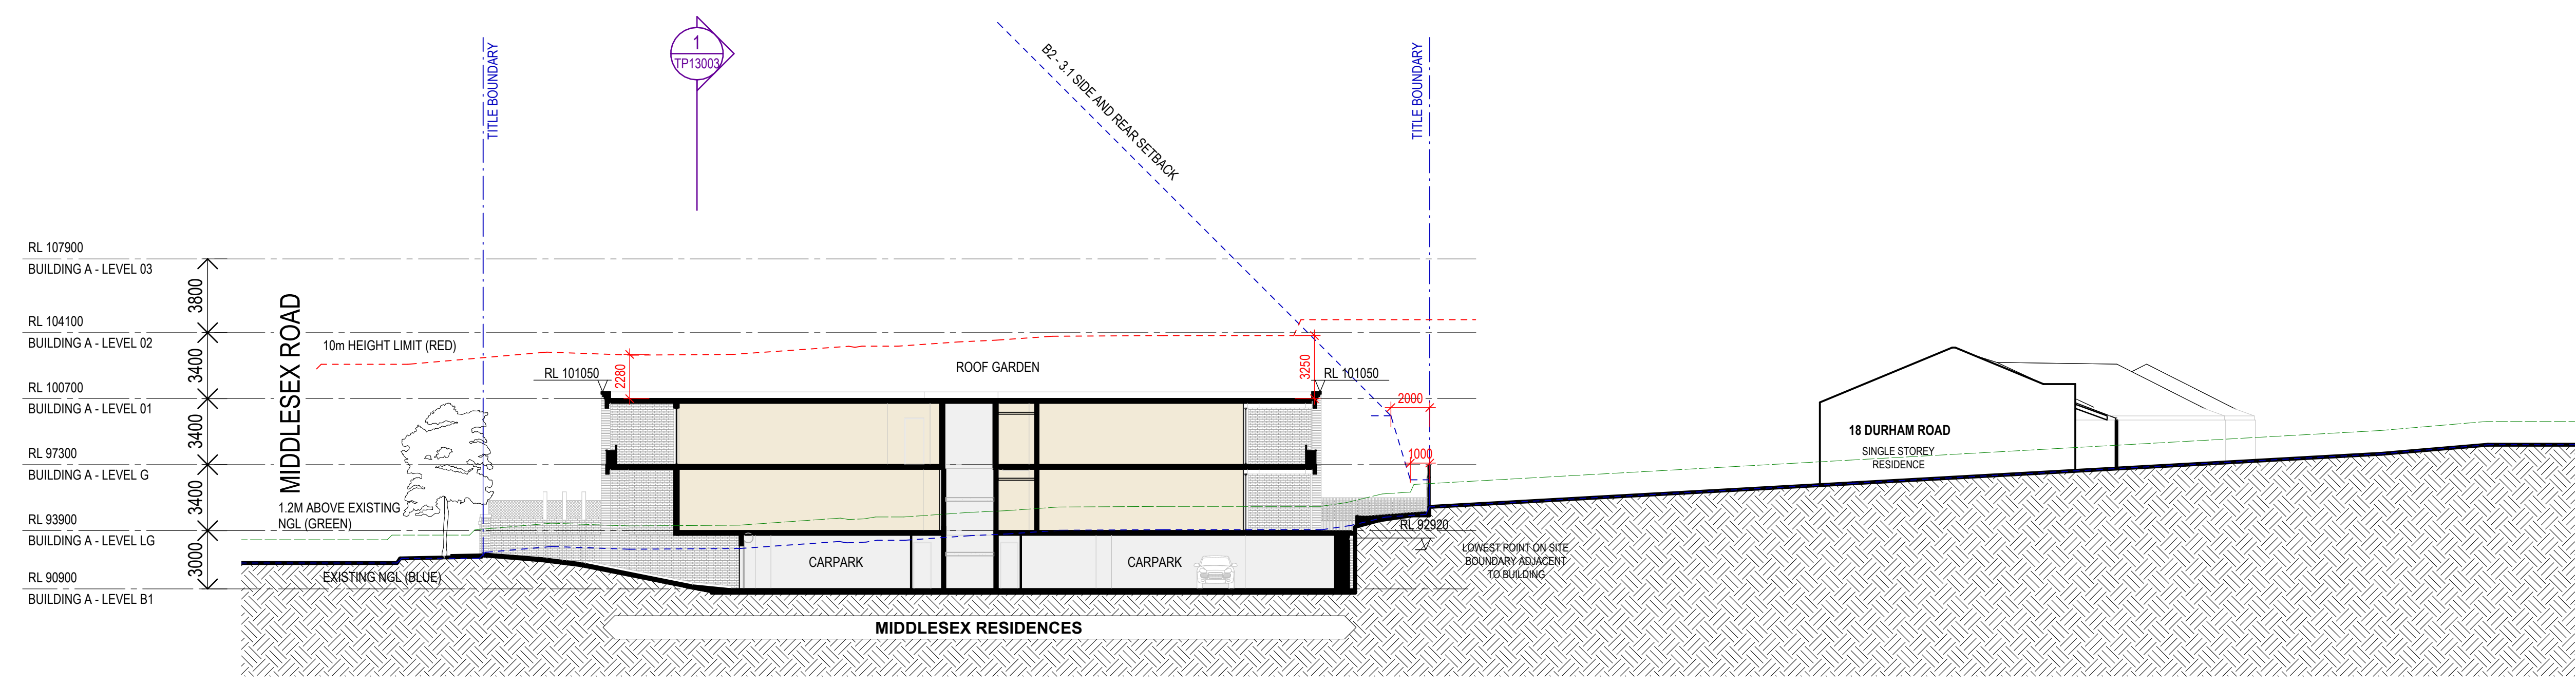 1
TP13003
TITLE BOUNDARY
B2 - 3.1 SIDE AND REAR SETBACK
TITLE BOUNDARY
RL 107900
BUILDING A - LEVEL 03
3800
RL 104100
BUILDING A - LEVEL 02
3400
RL 100700
BUILDING A - LEVEL 01
3400
RL 97300
BUILDING A - LEVEL G
3400
RL 93900
BUILDING A - LEVEL LG
3000
RL 90900
BUILDING A - LEVEL B1
MIDDLESEX ROAD
10m HEIGHT LIMIT (RED)
1.2M ABOVE EXISTING
NGL (GREEN)
EXISTING NGL (BLUE)
RL 101050
2280
ROOF GARDEN
3250
RL 101050
2000
1000
CARPARK
CARPARK
RL 92920
LOWEST POINT ON SITE
BOUNDARY ADJACENT
TO BUILDING
MIDDLESEX RESIDENCES
18 DURHAM ROAD
SINGLE STOREY
RESIDENCE